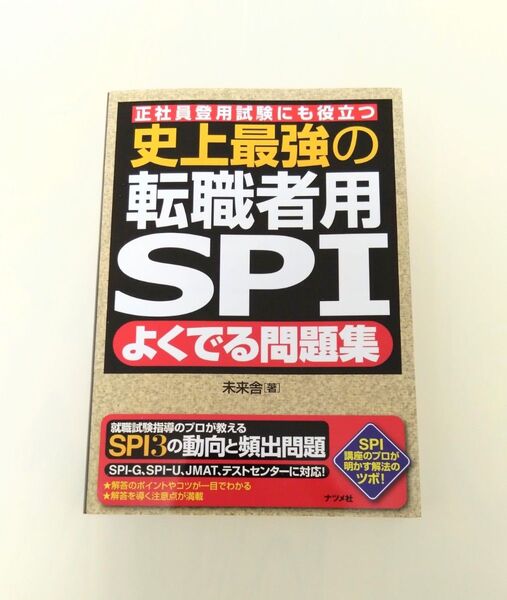 正社員登用試験にも役立つ
史上最強の
転職者用
SPI
よくでる問題集
未来舎[著]
就職試験指導のプロが教える
SPI3の動向と頻出問題
SPI-G、SPI-U、JMAT、テストセンターに対応!
★解答のポイントやコツが一目でわかる
★解答を導く注意点が満載
SPI
講座のプロが
明かす解法の
ツボ!
ナツメ社